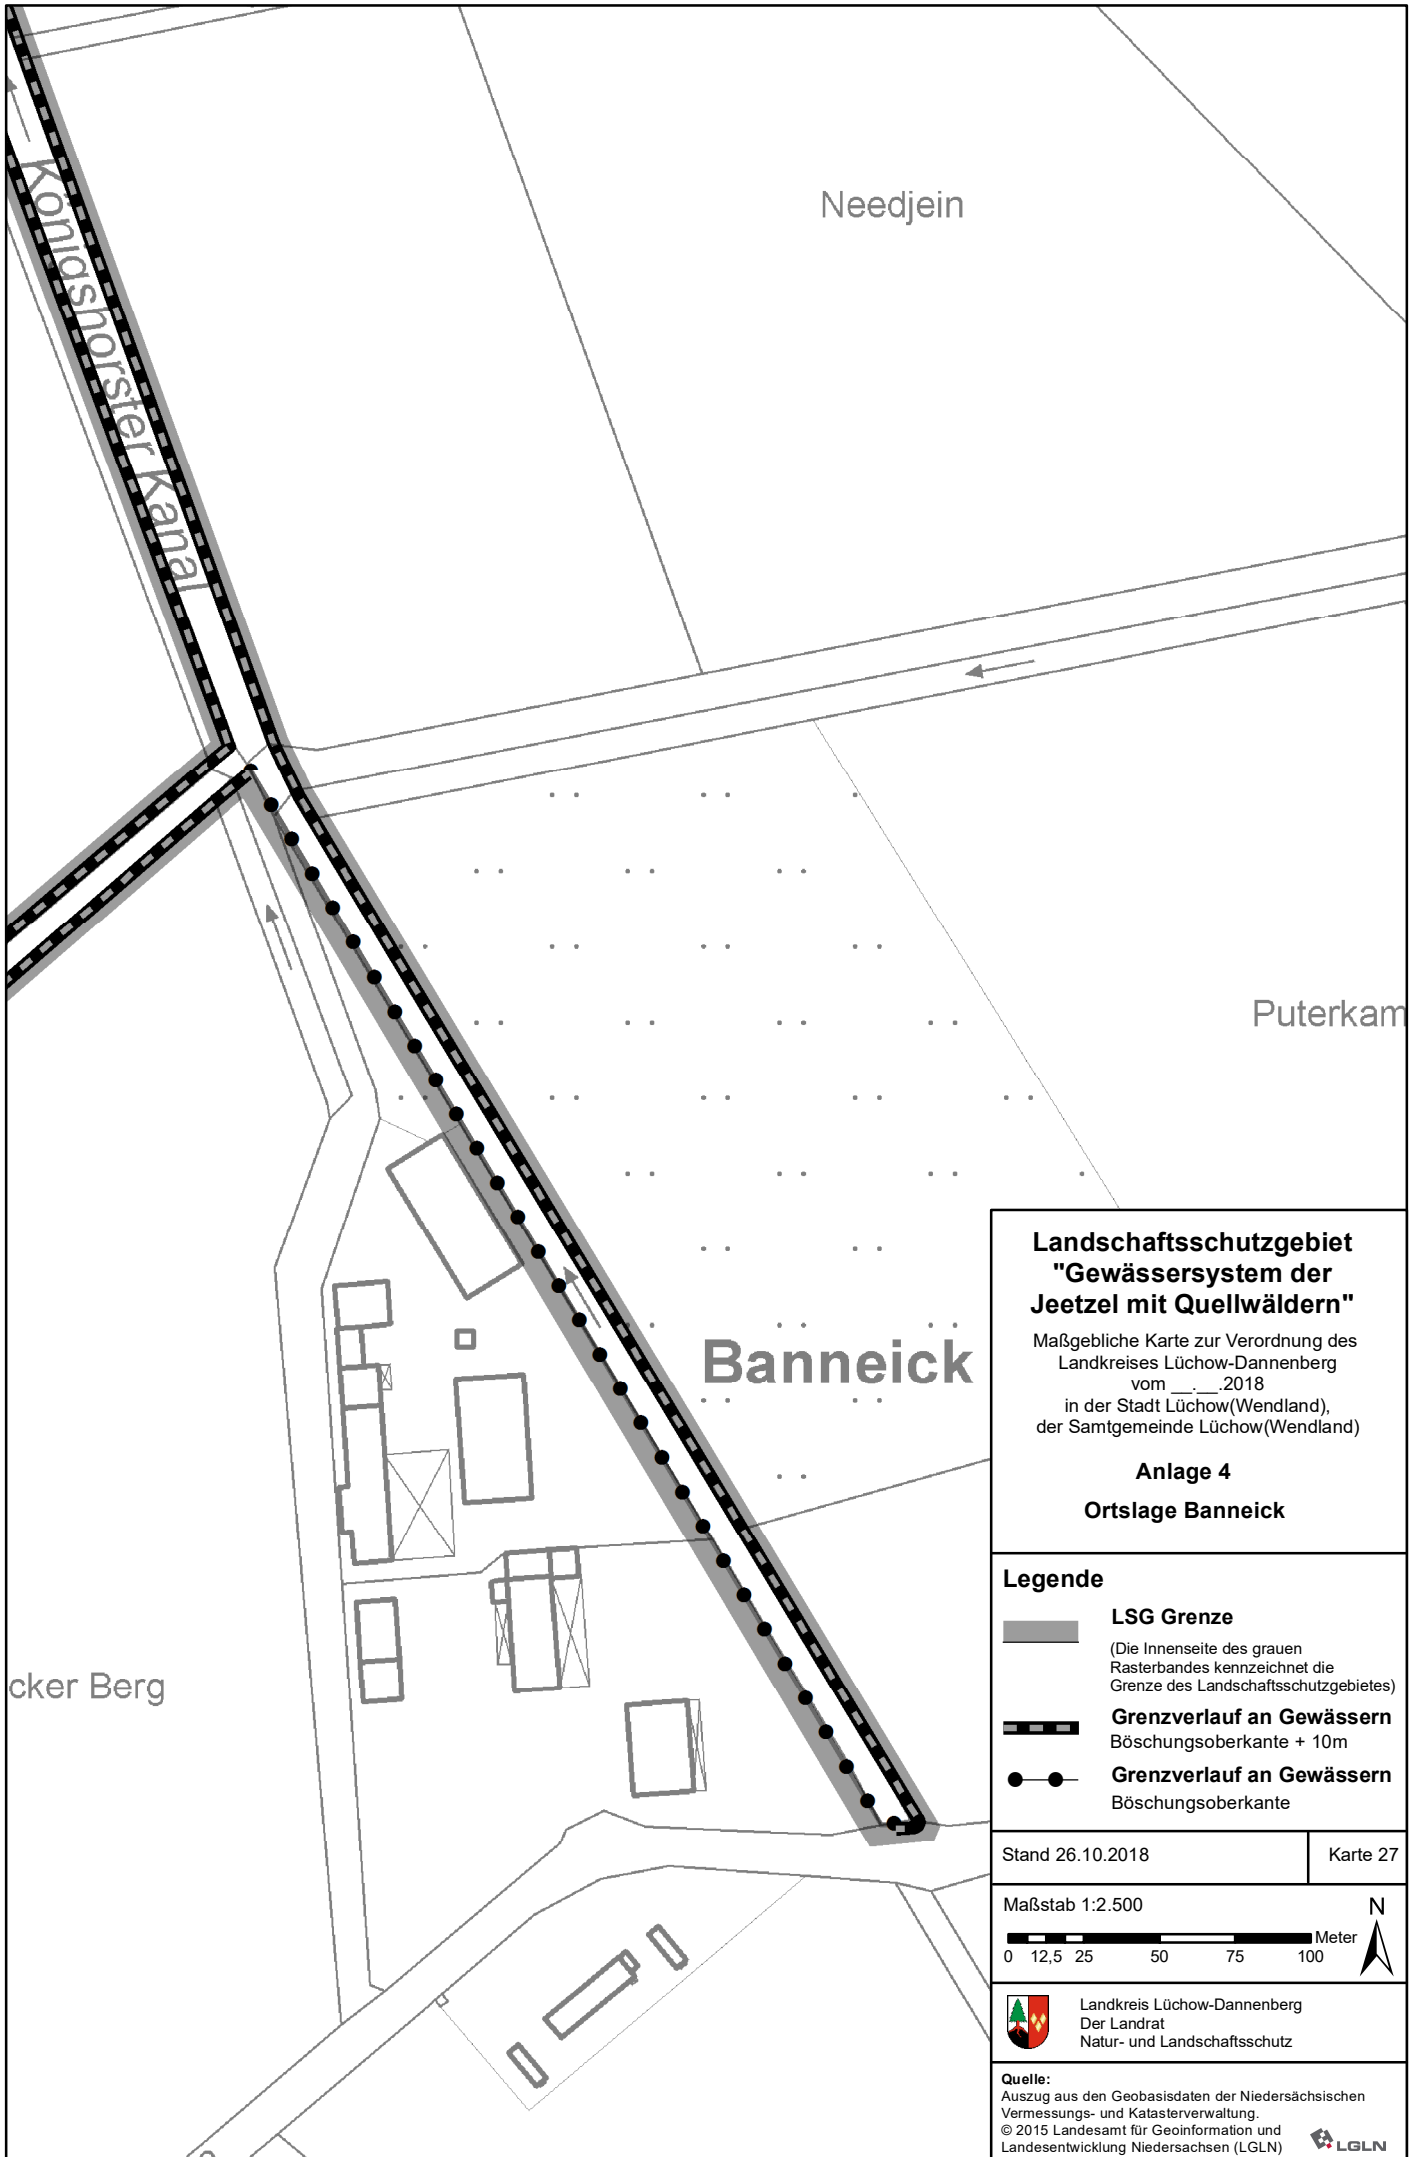 Needjein
Königshorster Kanal
Puterkam
Banneick
cker Berg
Landschaftsschutzgebiet
"Gewässersystem der
Jeetzel mit Quellwäldern"
Maßgebliche Karte zur Verordnung des
Landkreises Lüchow-Dannenberg
vom __.__.2018
in der Stadt Lüchow(Wendland),
der Samtgemeinde Lüchow(Wendland)
Anlage 4
Ortslage Banneick
Legende
LSG Grenze
(Die Innenseite des grauen
Rasterbandes kennzeichnet die
Grenze des Landschaftsschutzgebietes)
Grenzverlauf an Gewässern
Böschungsoberkante + 10m
Grenzverlauf an Gewässern
Böschungsoberkante
Stand 26.10.2018 Karte 27
Maßstab 1:2.500
N
Meter
0 12,5 25 50 75 100
Landkreis Lüchow-Dannenberg
Der Landrat
Natur- und Landschaftsschutz
Quelle:
Auszug aus den Geobasisdaten der Niedersächsischen
Vermessungs- und Katasterverwaltung.
© 2015 Landesamt für Geoinformation und
Landesentwicklung Niedersachsen (LGLN)
LGLN